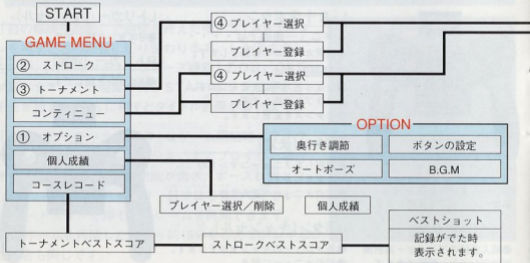 START
GAME MENU
② ストローク
③ トーナメント
コンティニュー
① オプション
個人成績
コースレコード
④ プレイヤー選択
プレイヤー登録
④ プレイヤー選択
プレイヤー登録
OPTION
奥行き調節
ボタンの設定
オートポーズ
B.G.M
プレイヤー選択／削除
個人成績
トーナメントベストスコア
ストロークベストスコア
ベストショット
記録がでた時
表示されます。